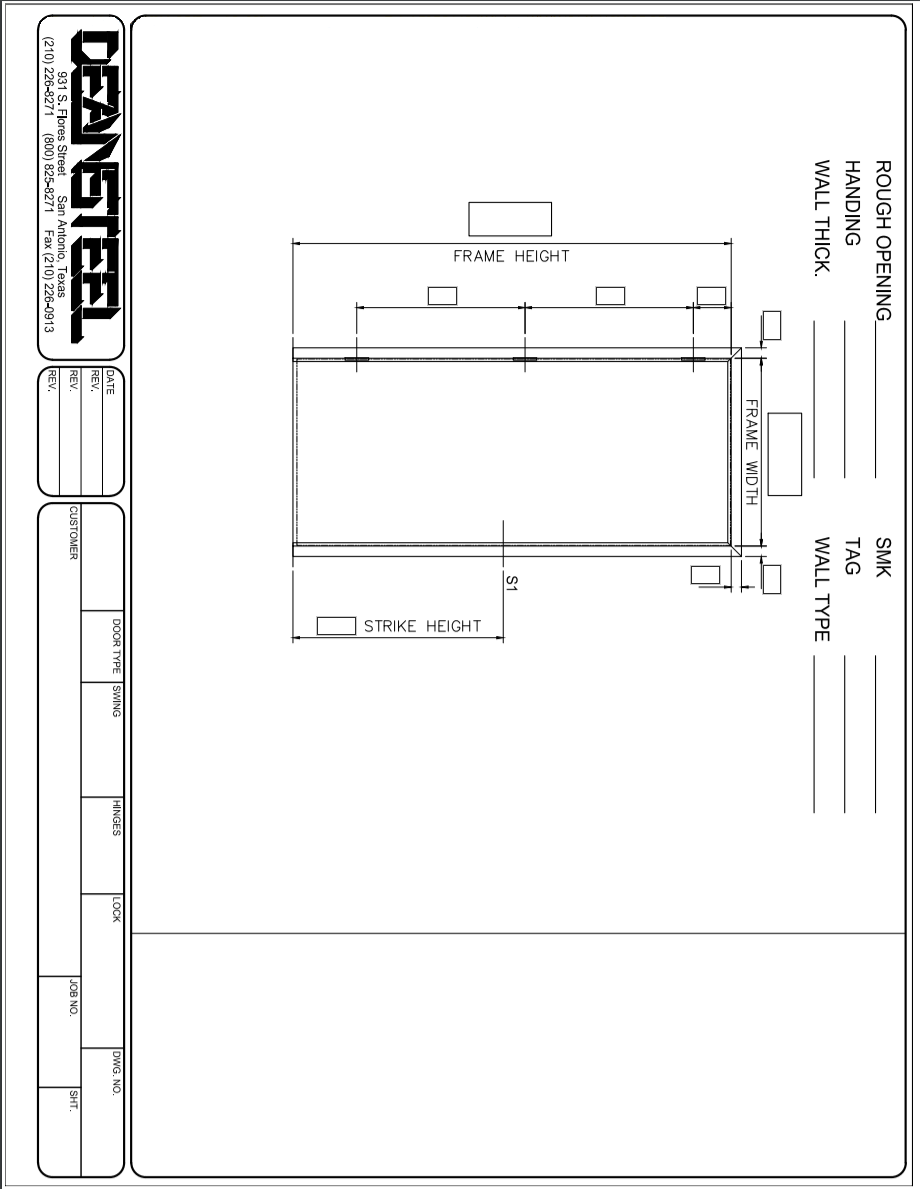 ROUGH OPENING
SMK
HANDING
TAG
WALL THICK.
WALL TYPE
FRAME WIDTH
FRAME HEIGHT
S1
STRIKE HEIGHT
DEANSTEEL
931 S. Flores Street San Antonio, Texas
(210) 226-8271 (800) 825-8271 Fax (210) 226-0913
DATE
REV.
REV.
REV.
DOOR TYPE
SWING
HINGES
LOCK
DWG. NO.
CUSTOMER
JOB NO.
SHT.